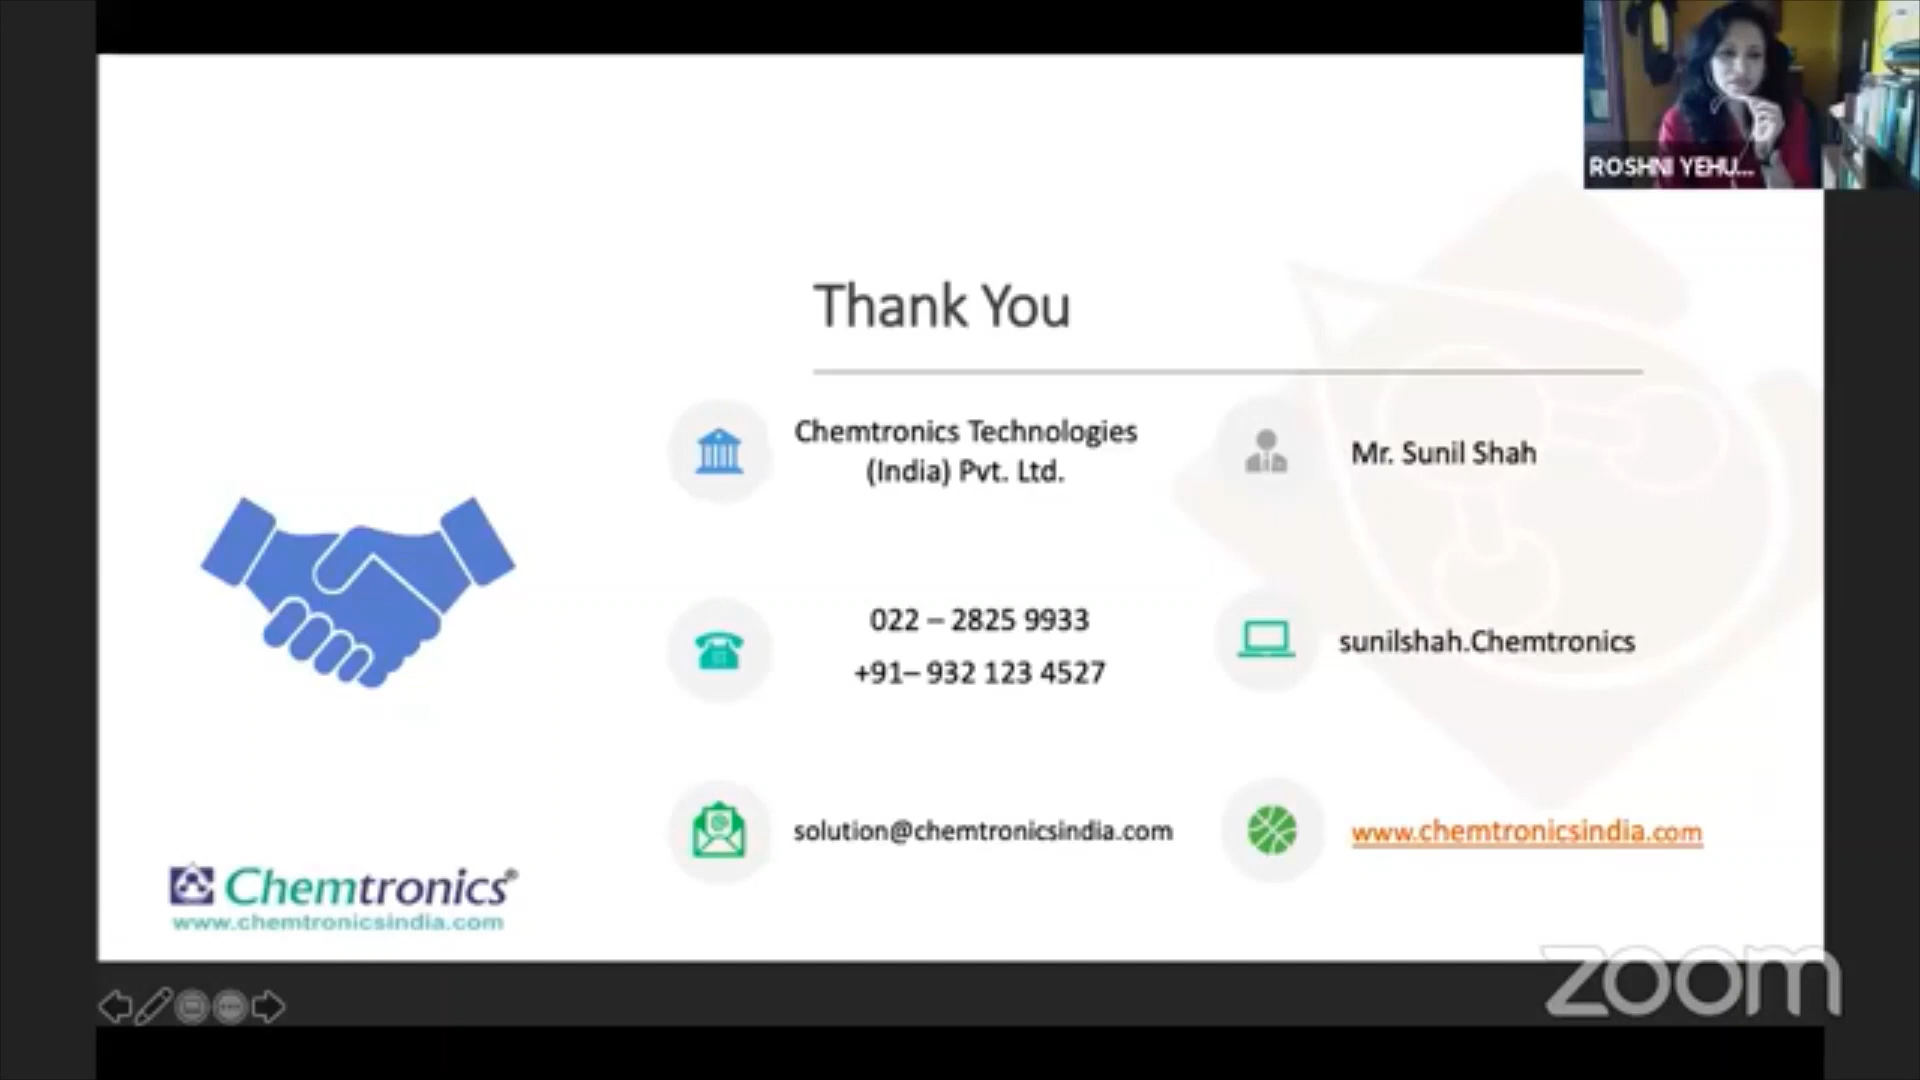 ROSHNI YEHU...
Thank You
Chemtronics Technologies
(India) Pvt. Ltd.
Mr. Sunil Shah
022 – 2825 9933
+91– 932 123 4527
sunilshah.Chemtronics
solution@chemtronicsindia.com
www.chemtronicsindia.com
Chemtronics®
www.chemtronicsindia.com
zoom